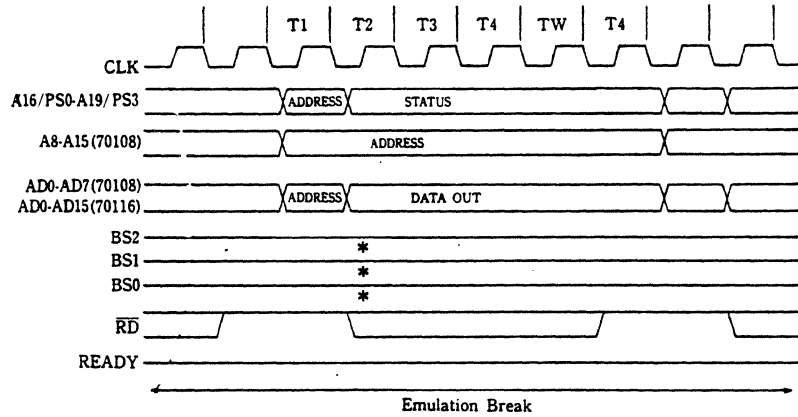 T1 T2 T3 T4 TW T4
CLK
A16/PS0-A19/PS3 ADDRESS STATUS
A8-A15(70108) ADDRESS
AD0-AD7(70108)
AD0-AD15(70116) ADDRESS DATA OUT
BS2
*
BS1
*
BS0
*
RD
READY
Emulation Break